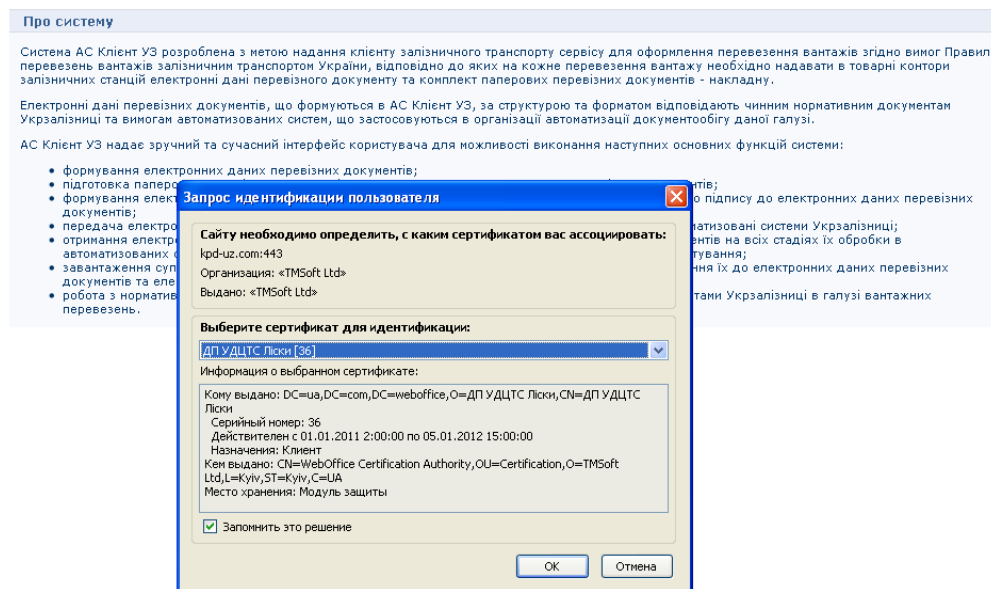 Про систему
Система АС Клієнт УЗ розроблена з метою надання клієнту залізничного транспорту сервісу для оформлення перевезення вантажів згідно вимог Правил
перевезень вантажів залізничним транспортом України, відповідно до яких на кожне перевезення вантажу необхідно надавати в товарні контори
залізничних станцій електронні дані перевізного документу та комплект паперових перевізних документів - накладну.
Електронні дані перевізних документів, що формуються в АС Клієнт УЗ, за структурою та форматом відповідають чинним нормативним документам
Укрзалізниці та вимогам автоматизованих систем, що застосовуються в організації автоматизації документообігу даної галузі.
АС Клієнт УЗ надає зручний та сучасний інтерфейс користувача для можливості виконання наступних основних функцій системи:
• формування електронних даних перевізних документів;
• підготовка паперо нтів;
• формування елект о підпису до електронних даних перевізних
документів;
• передача електро матизовані системи Укрзалізниці;
• отримання електр ентів на всіх стадіях їх обробки в
автоматизованих с тування;
• завантаження суп ння їх до електронних даних перевізних
документів та еле
• робота з норматив тами Укрзалізниці в галузі вантажних
перевезень.
Запрос идентификации пользователя
Сайту необходимо определить, с каким сертификатом вас ассоциировать:
kpd-uz.com:443
Организация: «TMSoft Ltd»
Выдано: «TMSoft Ltd»
Выберите сертификат для идентификации:
ДП УДЦТС Ліски [36]
Информация о выбранном сертификате:
Кому выдано: DC=ua,DC=com,DC=weboffice,O=ДП УДЦТС Ліски,CN=ДП УДЦТС
Ліски
Серийный номер: 36
Действителен с 01.01.2011 2:00:00 по 05.01.2012 15:00:00
Назначения: Клиент
Кем выдано: CN=WebOffice Certification Authority,OU=Certification,O=TMSoft
Ltd,L=Kyiv,ST=Kyiv,C=UA
Место хранения: Модуль защиты
Запомнить это решение
ОК Отмена